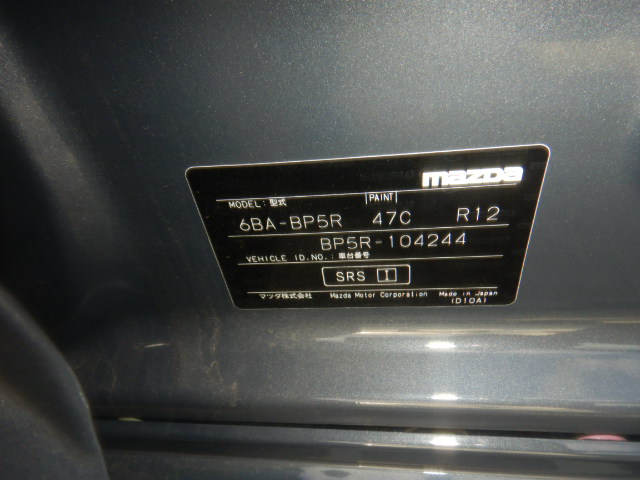 mazda
MODEL: 型式 PAINT
6BA-BP5R 47C R12
BP5R-104244
VEHICLE ID.NO.: 車台番号
SRS I
マツダ株式会社 Mazda Motor Corporation Made in Japan
(D10A)